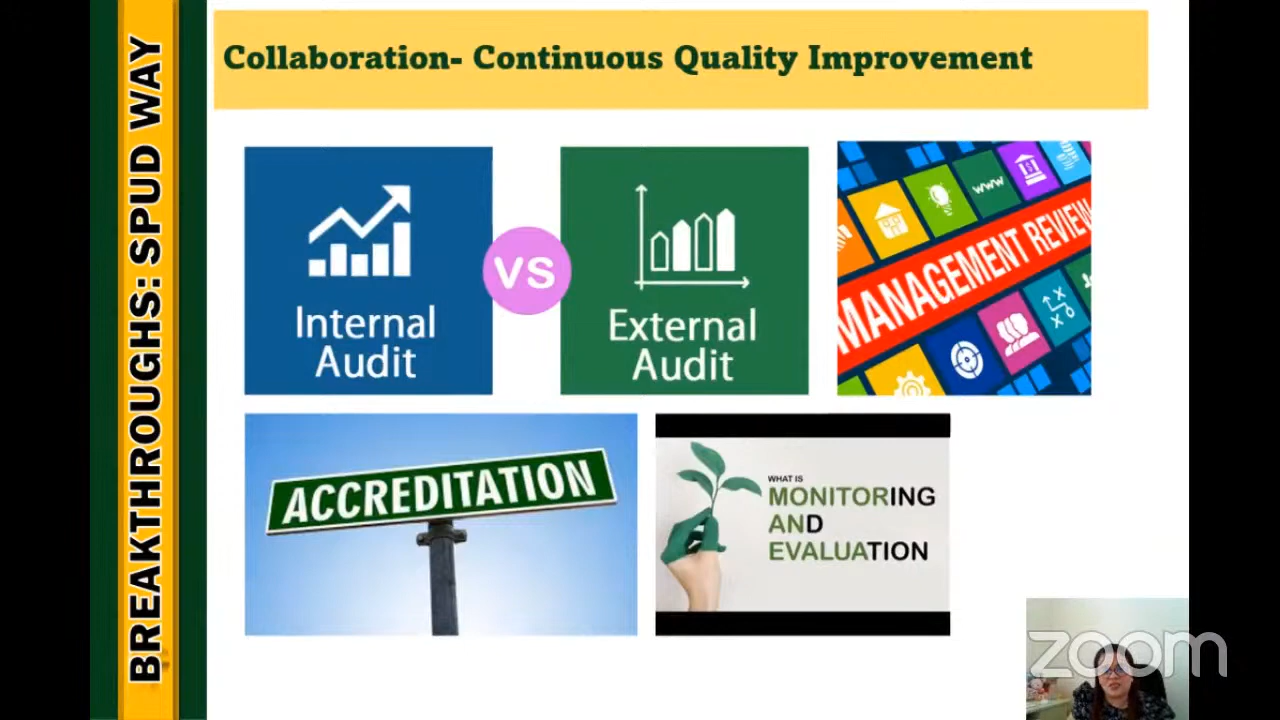 BREAKTHROUGHS: SPUD WAY
Collaboration- Continuous Quality Improvement
Internal
Audit
VS
External
Audit
www
MANAGEMENT REVIEW
ACCREDITATION
WHAT IS
MONITORING
AND
EVALUATION
zoom